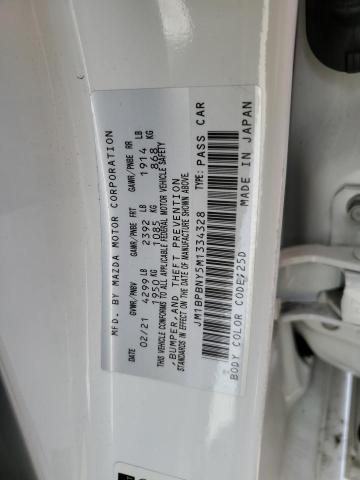 MFD. BY MAZDA MOTOR CORPORATION
GVWR/PNBV GAWR/PNBE FRT GAWR/PNBE RR
02/21 4299 LB 2392 LB 1914 LB
1950 KG 1085 KG 868 KG
THIS VEHICLE CONFORMS TO ALL APPLICABLE FEDERAL MOTOR VEHICLE SAFETY
,BUMPER,AND THEFT PREVENTION
STANDARDS IN EFFECT ON THE DATE OF MANUFACTURE SHOWN ABOVE.
JM1BPBNY5M1334328 TYPE: PASS CAR
BODY COLOR CODE/25D MADE IN JAPAN